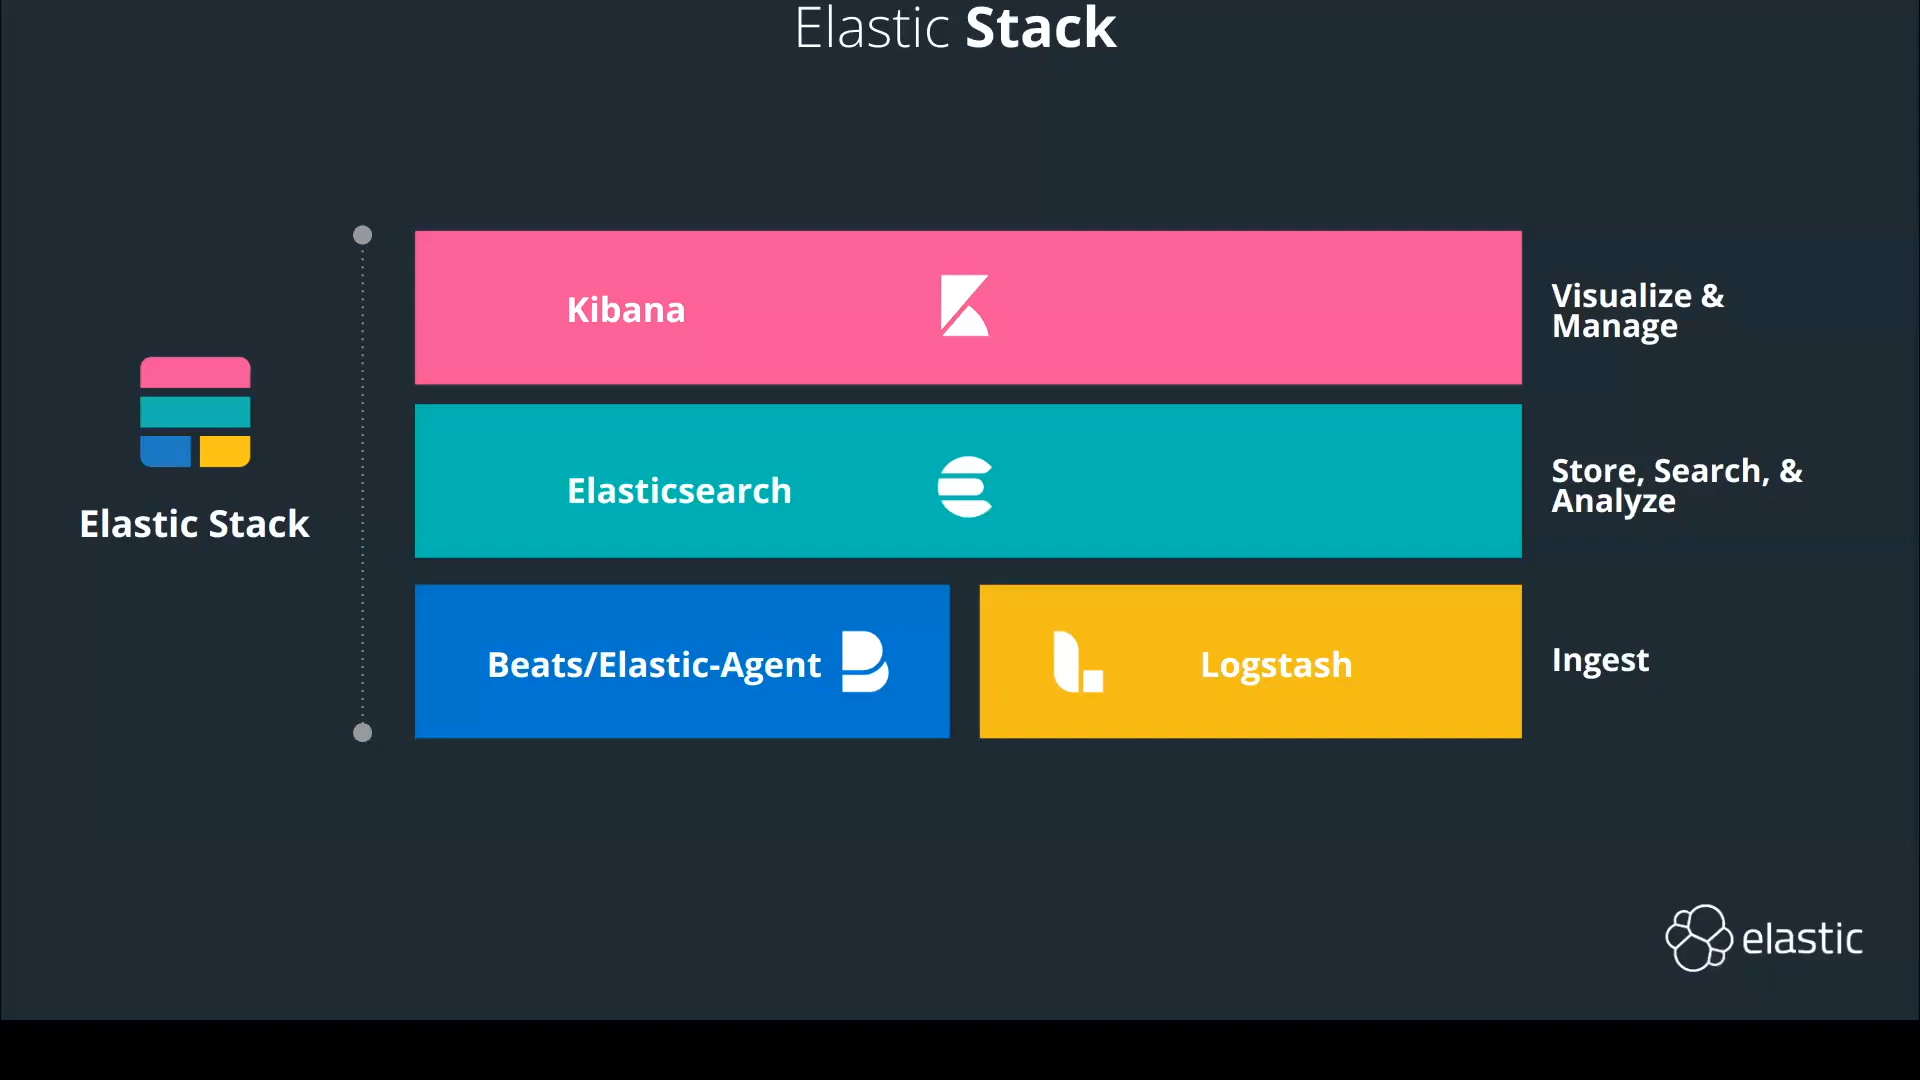 Elastic Stack
Kibana
Visualize &
Manage
Elasticsearch
Store, Search, &
Analyze
Elastic Stack
Beats/Elastic-Agent
Logstash
Ingest
elastic